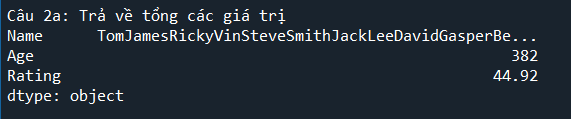 Câu 2a: Trả về tổng các giá trị
Name      TomJamesRickyVinSteveSmithJackLeeDavidGasperBe...
Age                                                     382
Rating                                                44.92
dtype: object